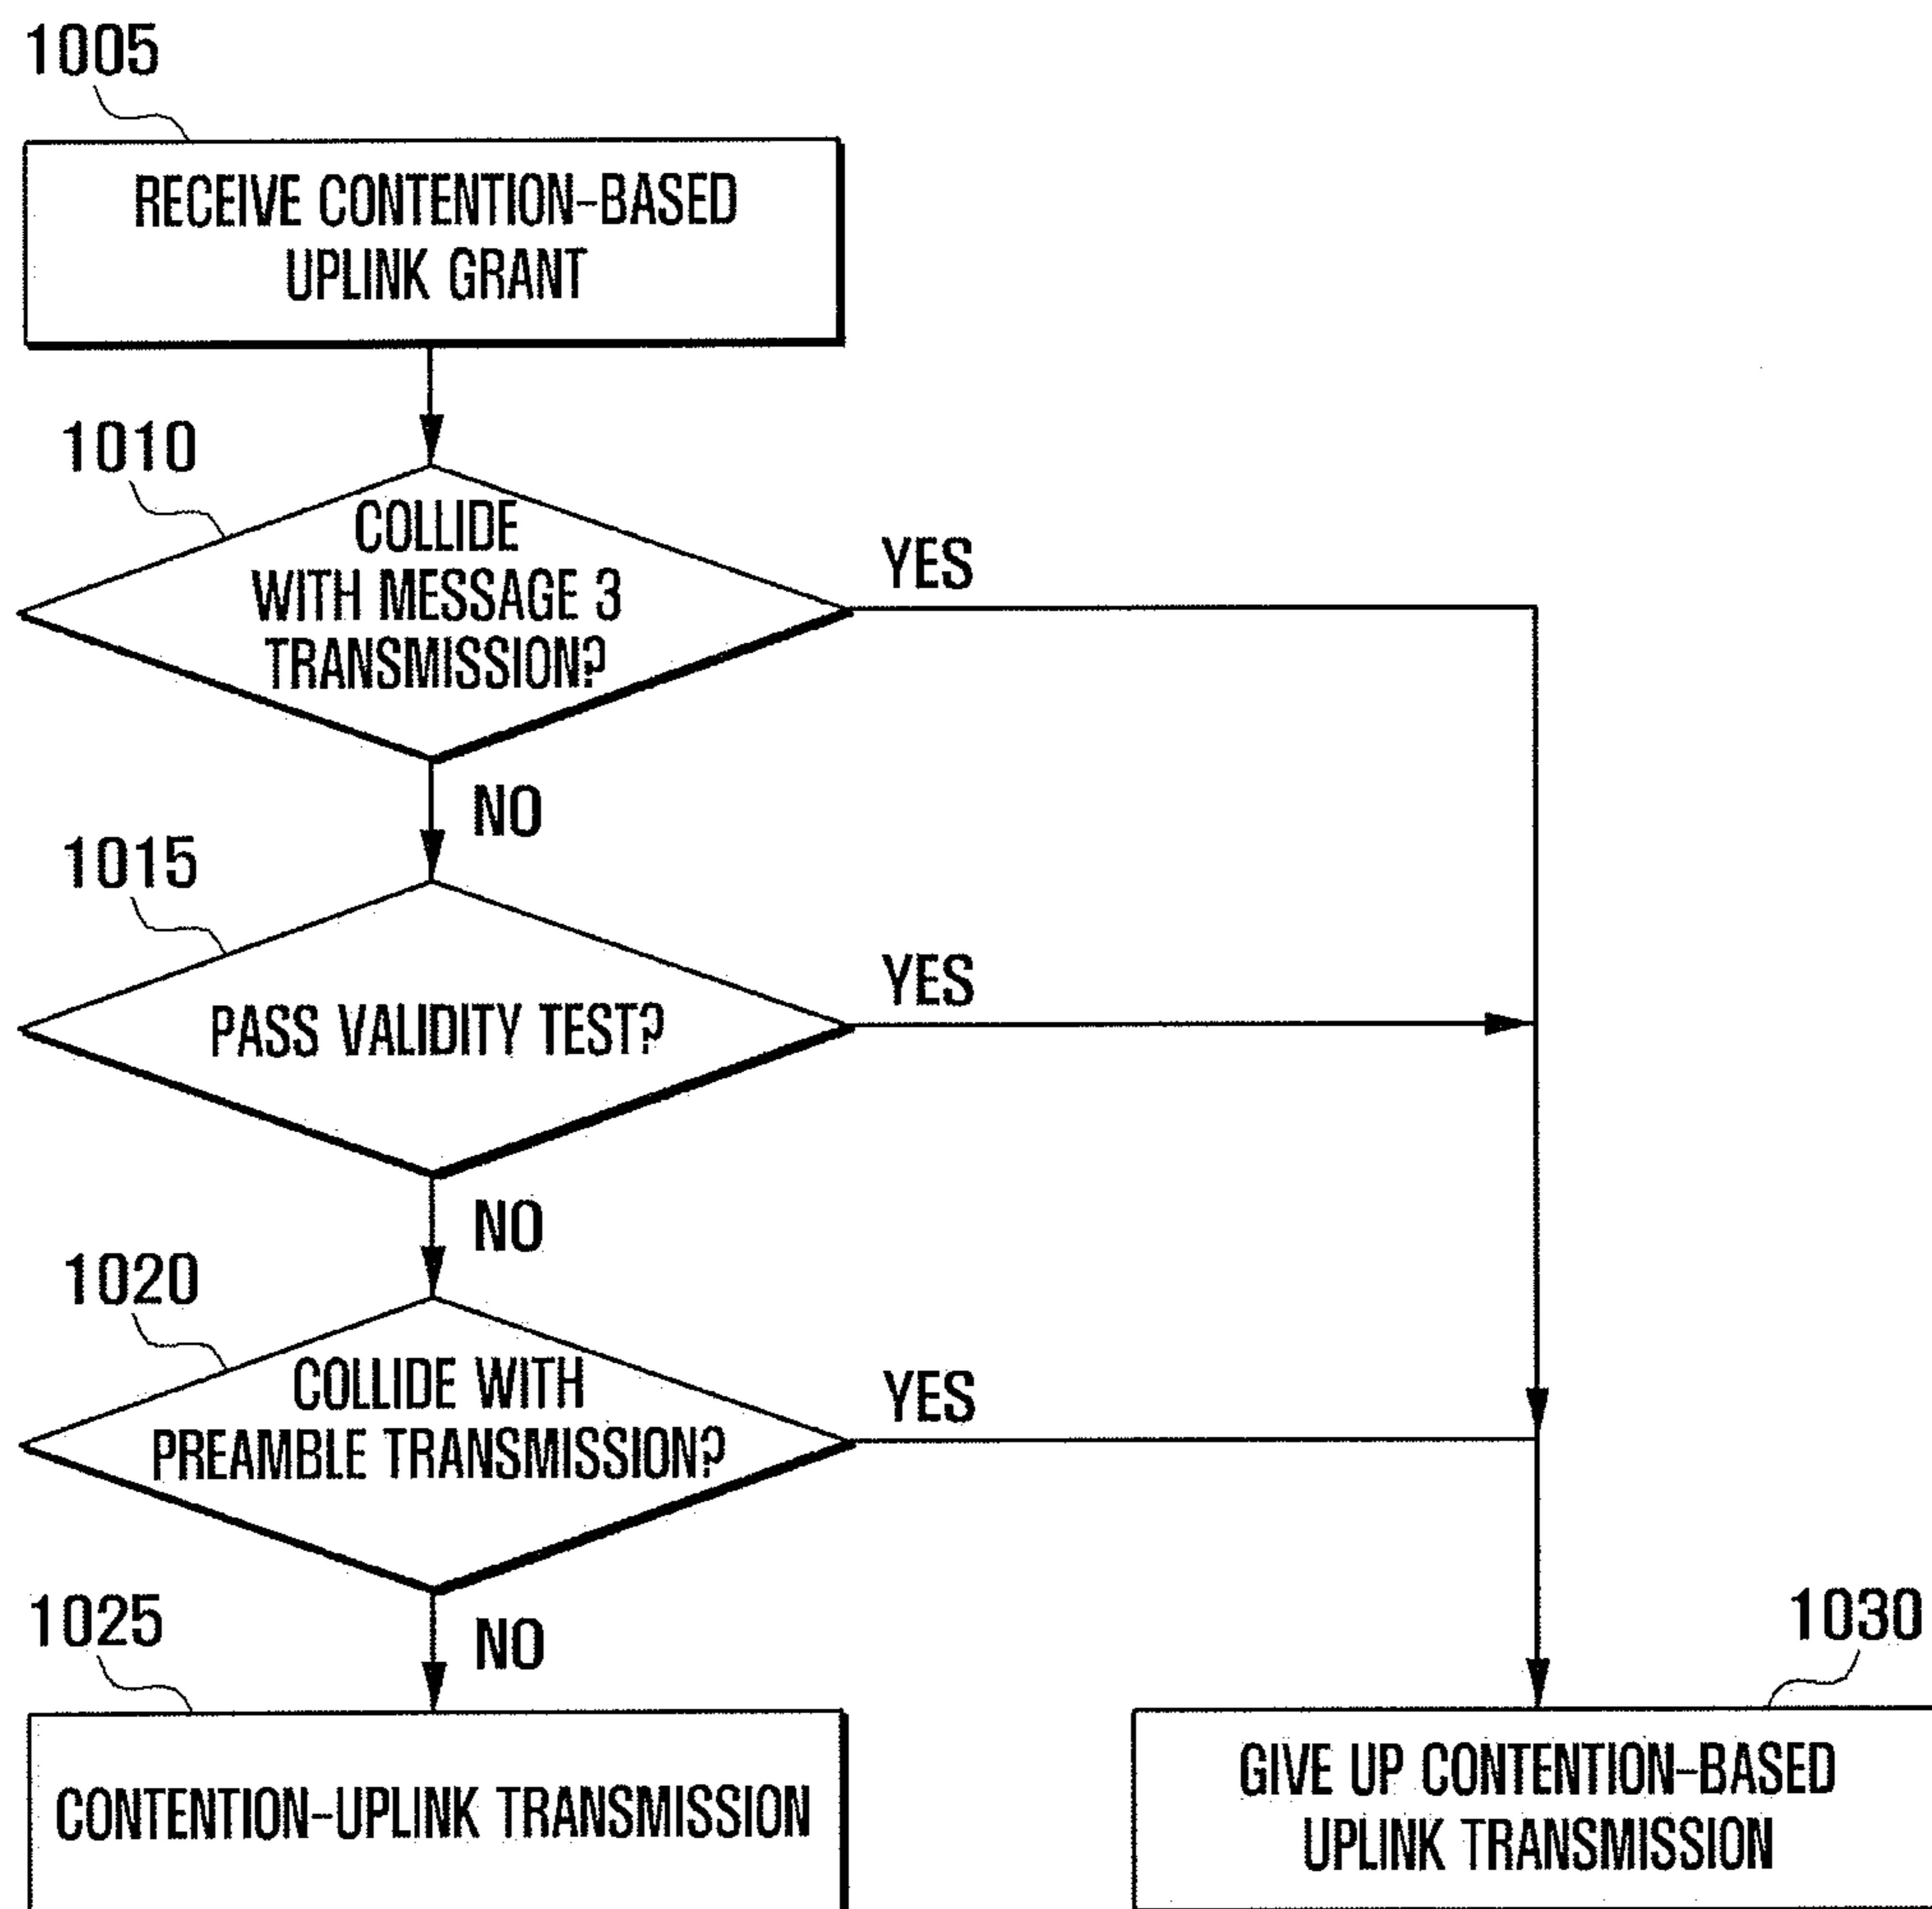 1005
RECEIVE CONTENTION-BASED
UPLINK GRANT
1010
COLLIDE
WITH MESSAGE 3
TRANSMISSION?
YES
NO
1015
PASS VALIDITY TEST?
YES
NO
1020
COLLIDE WITH
PREAMBLE TRANSMISSION?
YES
NO
1025
CONTENTION-UPLINK TRANSMISSION
1030
GIVE UP CONTENTION-BASED
UPLINK TRANSMISSION